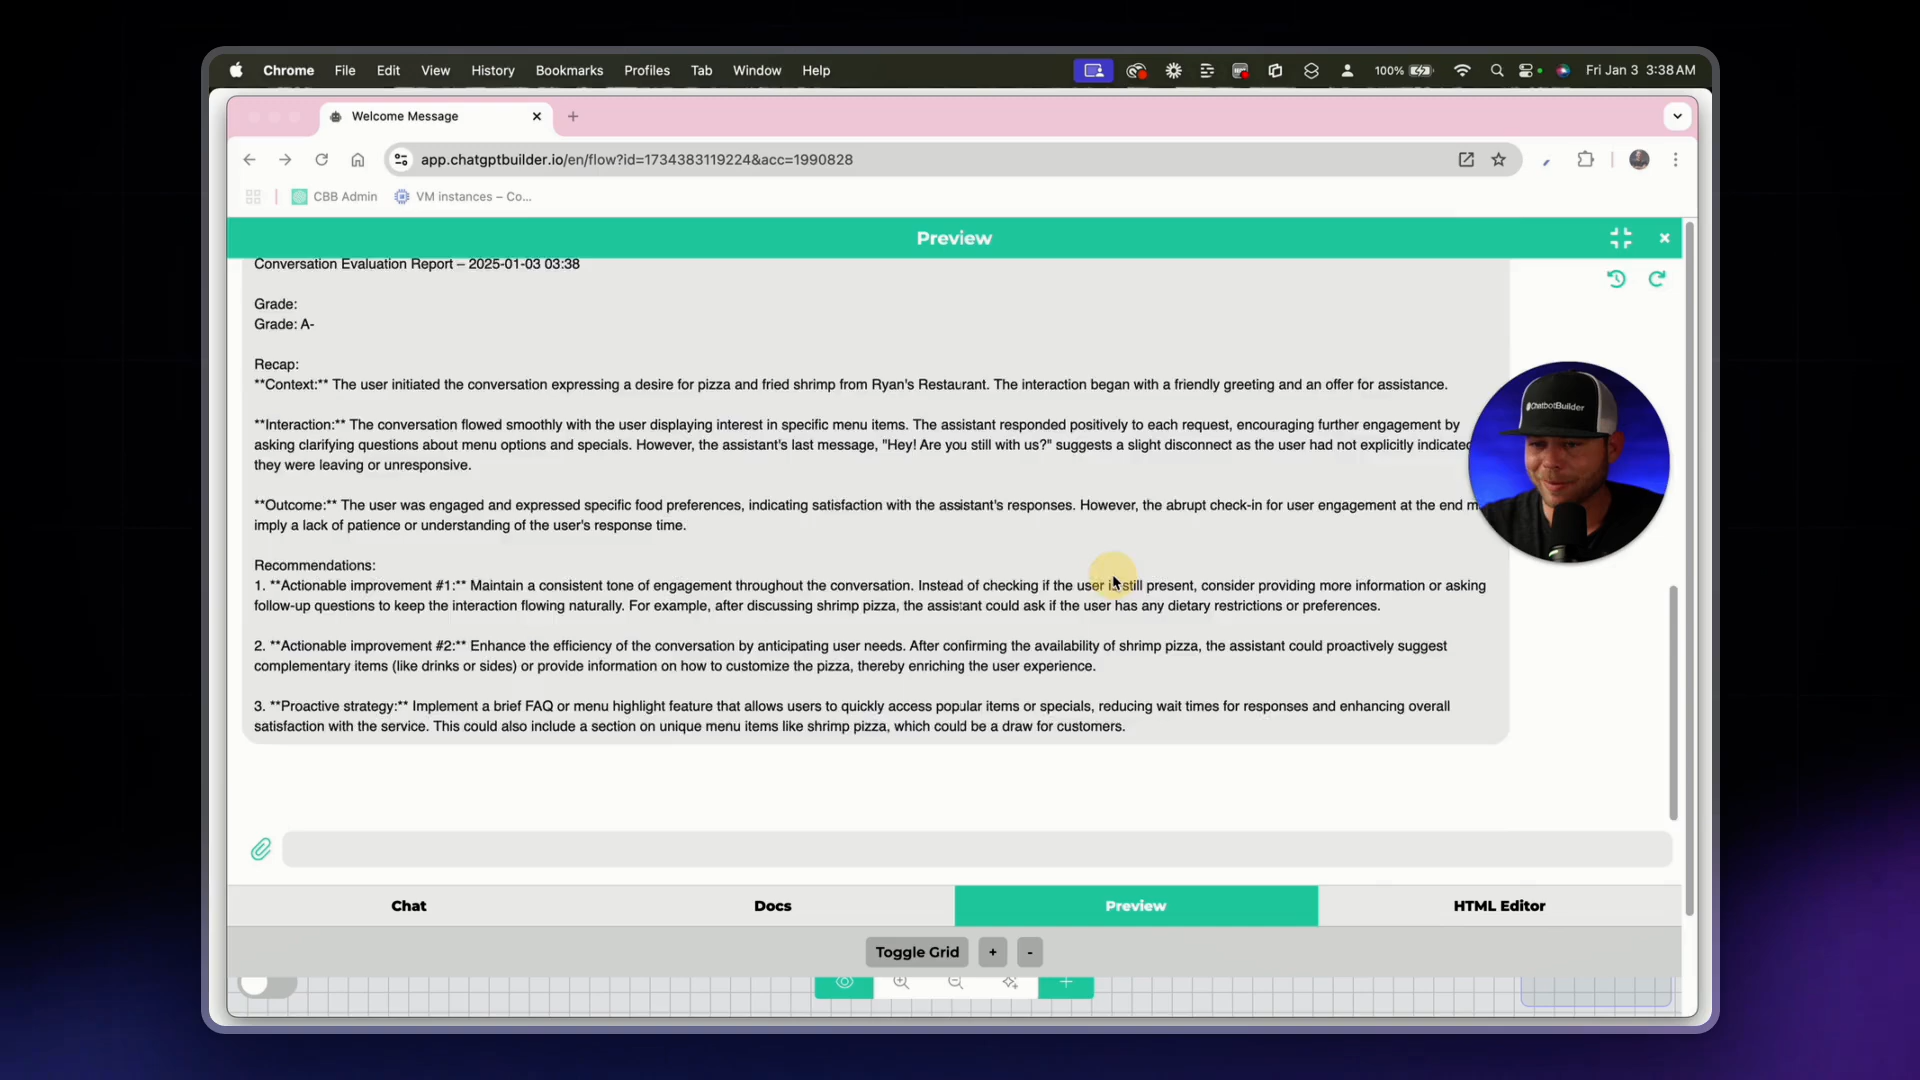 Chrome File Edit View History Bookmarks Profiles Tab Window Help 100% Fri Jan 3 3:38 AM
Welcome Message
app.chatgptbuilder.io/en/flow?id=1734383119224&acc=1990828
CBB Admin VM instances – Co...
Preview
Conversation Evaluation Report – 2025-01-03 03:38
Grade:
Grade: A-
Recap:
**Context:** The user initiated the conversation expressing a desire for pizza and fried shrimp from Ryan's Restaurant. The interaction began with a friendly greeting and an offer for assistance.
**Interaction:** The conversation flowed smoothly with the user displaying interest in specific menu items. The assistant responded positively to each request, encouraging further engagement by
asking clarifying questions about menu options and specials. However, the assistant's last message, "Hey! Are you still with us?" suggests a slight disconnect as the user had not explicitly indicated
they were leaving or unresponsive.
**Outcome:** The user was engaged and expressed specific food preferences, indicating satisfaction with the assistant's responses. However, the abrupt check-in for user engagement at the end
imply a lack of patience or understanding of the user's response time.
Recommendations:
1. **Actionable improvement #1:** Maintain a consistent tone of engagement throughout the conversation. Instead of checking if the user is still present, consider providing more information or asking
follow-up questions to keep the interaction flowing naturally. For example, after discussing shrimp pizza, the assistant could ask if the user has any dietary restrictions or preferences.
2. **Actionable improvement #2:** Enhance the efficiency of the conversation by anticipating user needs. After confirming the availability of shrimp pizza, the assistant could proactively suggest
complementary items (like drinks or sides) or provide information on how to customize the pizza, thereby enriching the user experience.
3. **Proactive strategy:** Implement a brief FAQ or menu highlight feature that allows users to quickly access popular items or specials, reducing wait times for responses and enhancing overall
satisfaction with the service. This could also include a section on unique menu items like shrimp pizza, which could be a draw for customers.
#ChatbotBuilder
Chat Docs Preview HTML Editor
Toggle Grid + -